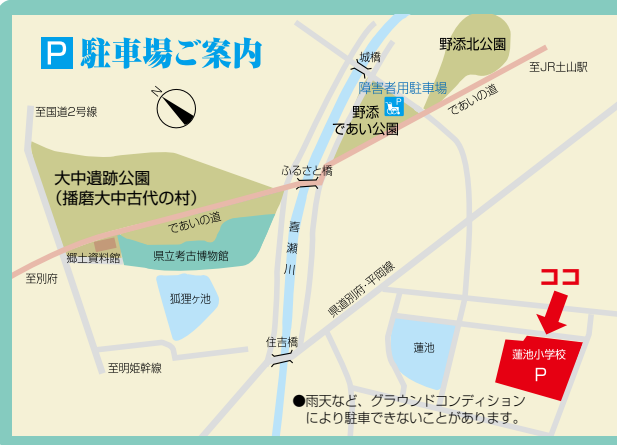 P 駐車場ご案内
城橋
野添北公園
至JR土山駅
障害者用駐車場
P
N
至国道2号線
野添
であい公園
であいの道
ふるさと橋
大中遺跡公園
(播磨大中古代の村)
であいの道
喜瀬川
郷土資料館
県立考古博物館
至別府
狐狸ヶ池
県道別府・平岡線
ココ
住吉橋
蓮池
蓮池小学校
P
至明姫幹線
●雨天など、グラウンドコンディション
により駐車できないことがあります。